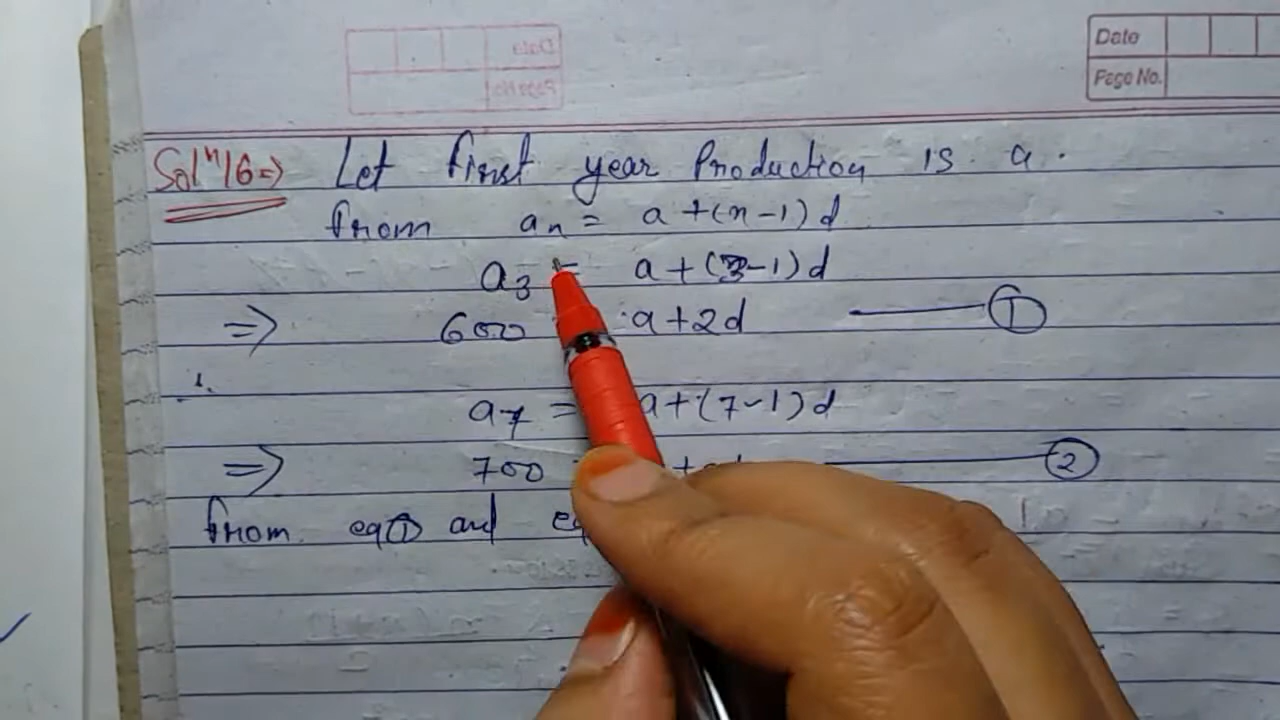 Date
Page No.
Solⁿ16=> Let first year Production is a.
from aₙ = a+(n-1)d
a₃ = a+(3-1)d
=> 600 a+2d ①
a₇ = a+(7-1)d
=> 700 ②
from eq① and